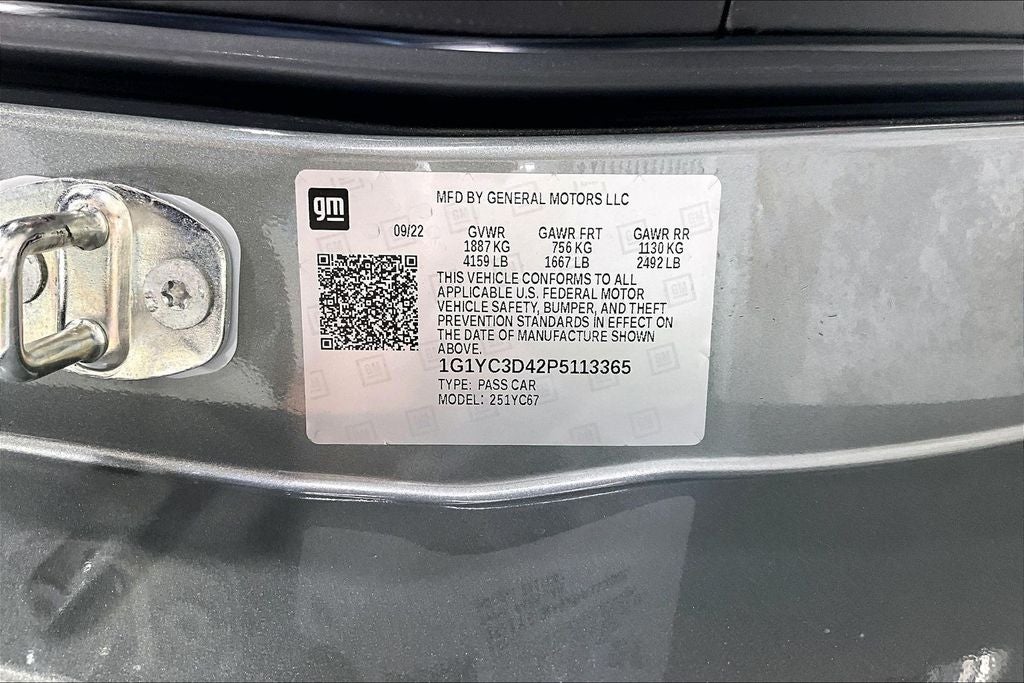 gm
MFD BY GENERAL MOTORS LLC
09/22 GVWR GAWR FRT GAWR RR
1887 KG 756 KG 1130 KG
4159 LB 1667 LB 2492 LB
THIS VEHICLE CONFORMS TO ALL
APPLICABLE U.S. FEDERAL MOTOR
VEHICLE SAFETY, BUMPER, AND THEFT
PREVENTION STANDARDS IN EFFECT ON
THE DATE OF MANUFACTURE SHOWN
ABOVE.
1G1YC3D42P5113365
TYPE: PASS CAR
MODEL: 251YC67